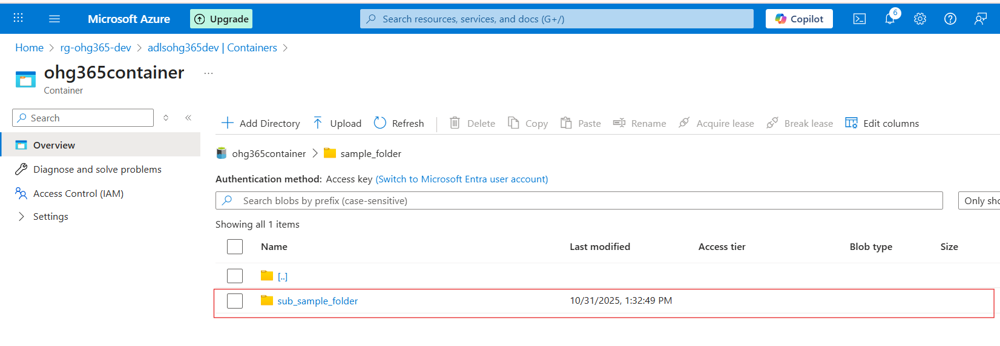 Microsoft Azure
Upgrade
Search resources, services, and docs (G+/)
Copilot
6
Home > rg-ohg365-dev > adlsohg365dev | Containers >
ohg365container ...
Container
Search
Overview
Diagnose and solve problems
Access Control (IAM)
Settings
Add Directory Upload Refresh Delete Copy Paste Rename Acquire lease Break lease Edit columns
ohg365container > sample_folder
Authentication method: Access key (Switch to Microsoft Entra user account)
Search blobs by prefix (case-sensitive)
Only sho
Showing all 1 items
Name Last modified Access tier Blob type Size
[..]
sub_sample_folder 10/31/2025, 1:32:49 PM